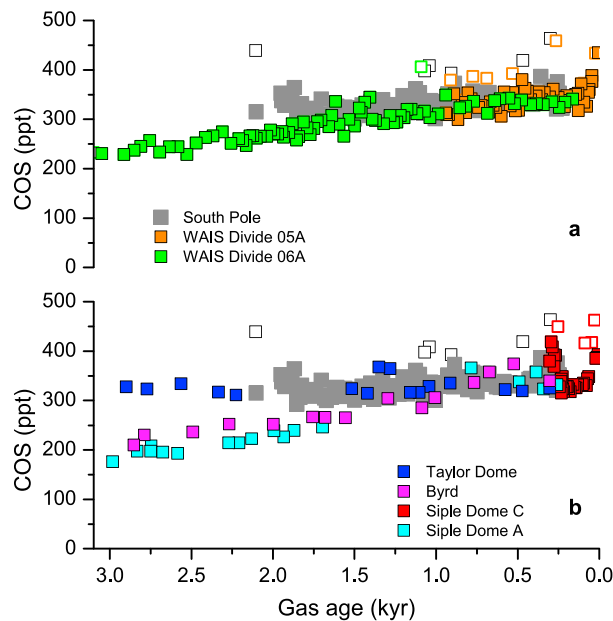 500
400
300
200
100
0
COS (ppt)
South Pole
WAIS Divide 05A
WAIS Divide 06A
a
500
400
300
200
100
0
COS (ppt)
Taylor Dome
Byrd
Siple Dome C
Siple Dome A
b
3.0 2.5 2.0 1.5 1.0 0.5 0.0
Gas age (kyr)